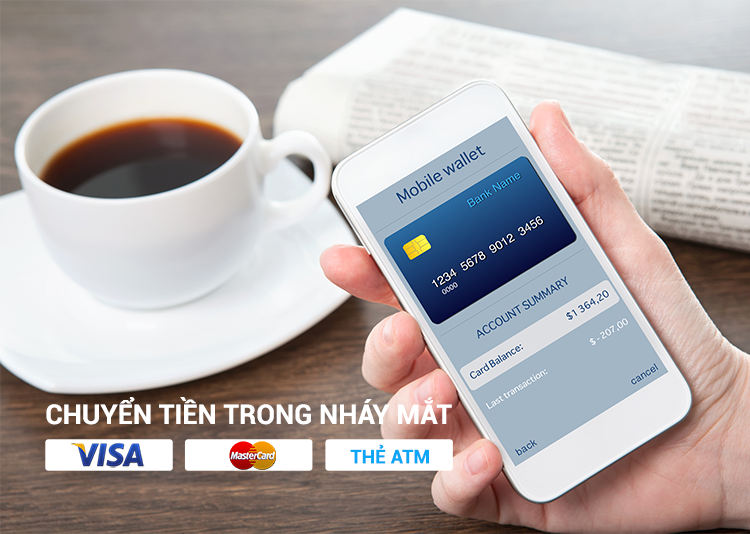 Mobile wallet
Bank Name
1234 5678 9012 3456
0000
ACCOUNT SUMMARY
Card Balance: $1 364,20
Last transaction: $ - 207,00
back cancel
CHUYỂN TIỀN TRONG NHÁY MẮT
VISA MasterCard THẺ ATM